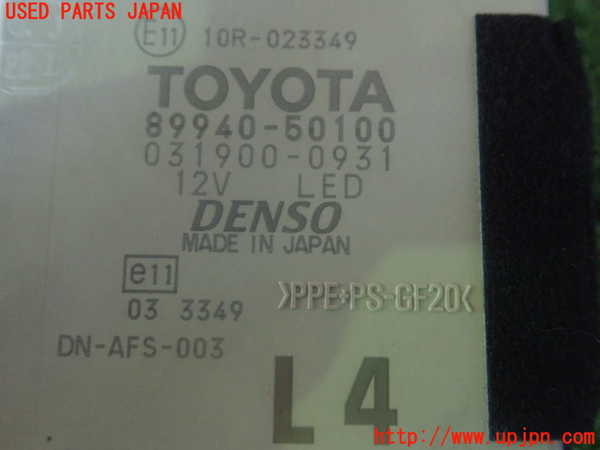 USED PARTS JAPAN
E11 10R-023349
TOYOTA
89940-50100
031900-0931
12V LED
DENSO
MADE IN JAPAN
e11
03 3349
>PPE+PS-GF20<
DN-AFS-003
L4
http://www.upjpn.com